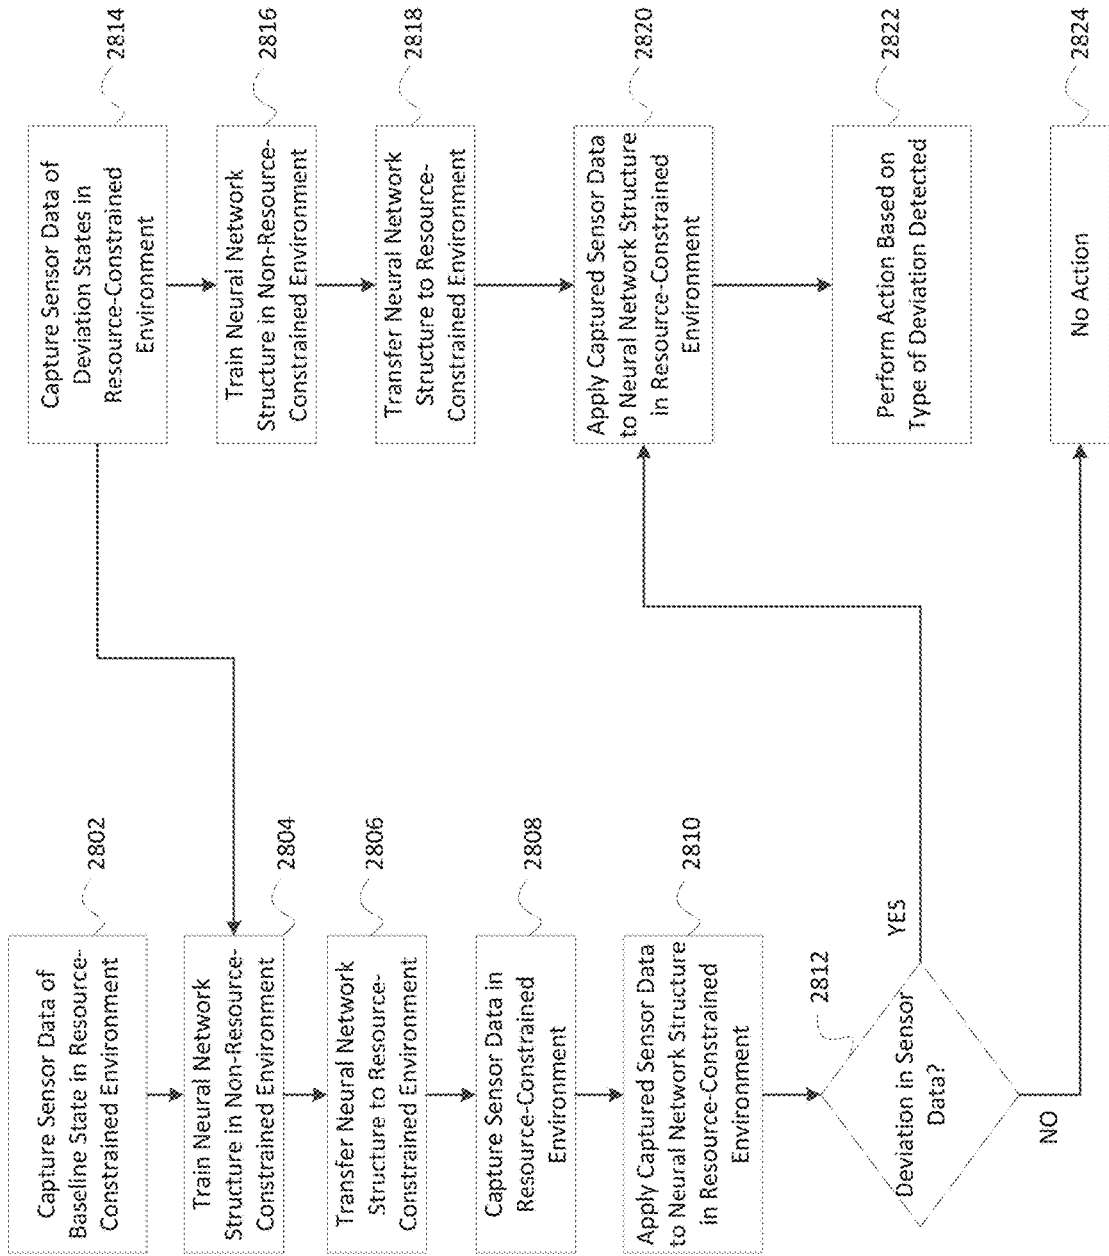 Capture Sensor Data of
Baseline State in Resource-
Constrained Environment
2802
Train Neural Network
Structure in Non-Resource-
Constrained Environment
2804
Transfer Neural Network
Structure to Resource-
Constrained Environment
2806
Capture Sensor Data in
Resource-Constrained
Environment
2808
Apply Captured Sensor Data
to Neural Network Structure
in Resource-Constrained
Environment
2810
Deviation in Sensor
Data?
2812
YES
NO
Capture Sensor Data of
Deviation States in
Resource-Constrained
Environment
2814
Train Neural Network
Structure in Non-Resource-
Constrained Environment
2816
Transfer Neural Network
Structure to Resource-
Constrained Environment
2818
Apply Captured Sensor Data
to Neural Network Structure
in Resource-Constrained
Environment
2820
Perform Action Based on
Type of Deviation Detected
2822
No Action
2824